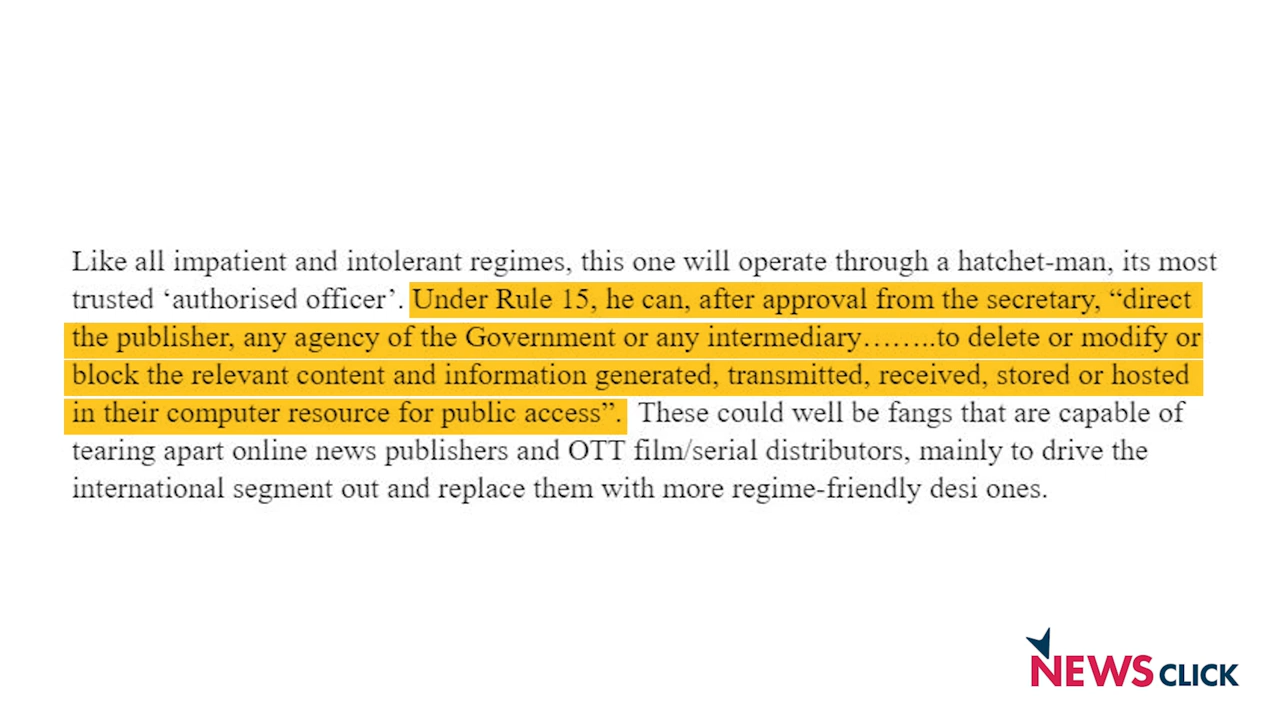 Like all impatient and intolerant regimes, this one will operate through a hatchet-man, its most
trusted ‘authorised officer’. Under Rule 15, he can, after approval from the secretary, “direct
the publisher, any agency of the Government or any intermediary……..to delete or modify or
block the relevant content and information generated, transmitted, received, stored or hosted
in their computer resource for public access”. These could well be fangs that are capable of
tearing apart online news publishers and OTT film/serial distributors, mainly to drive the
international segment out and replace them with more regime-friendly desi ones.
NEWSCLICK